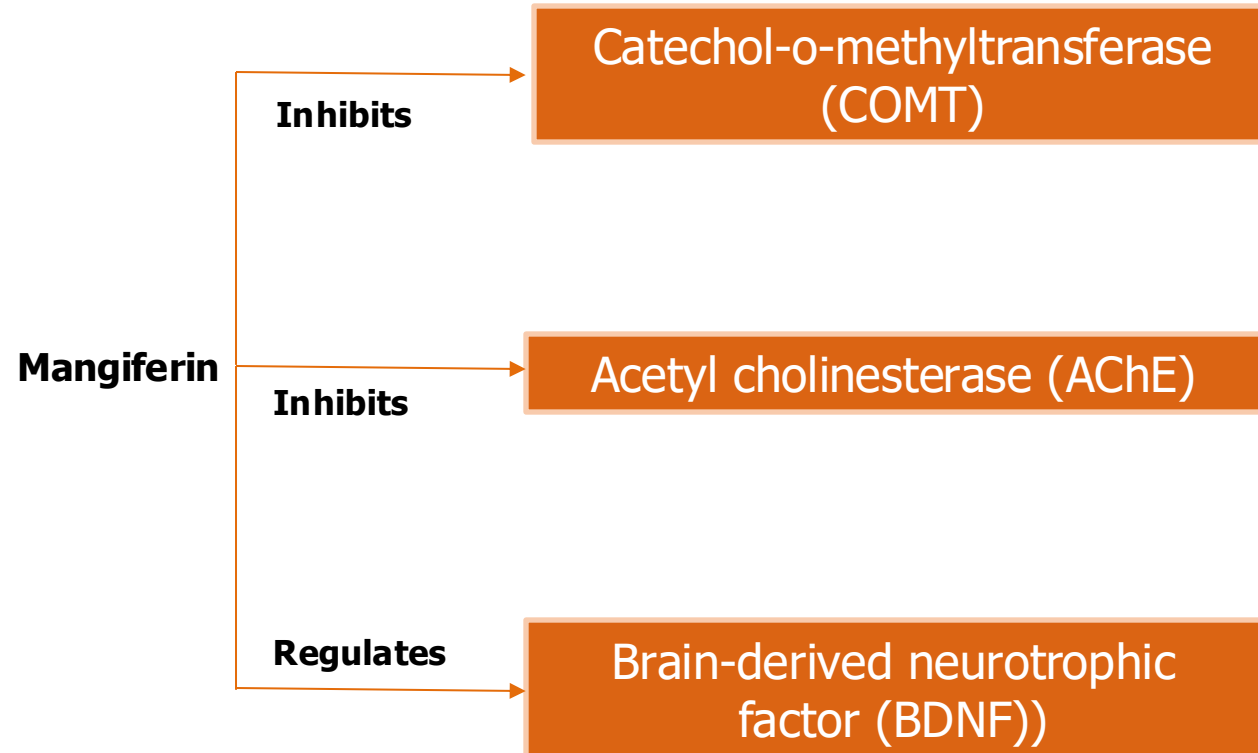 Catechol-o-methyltransferase
(COMT)
Inhibits
Mangiferin
Acetyl cholinesterase (AChE)
Inhibits
Regulates
Brain-derived neurotrophic
factor (BDNF))